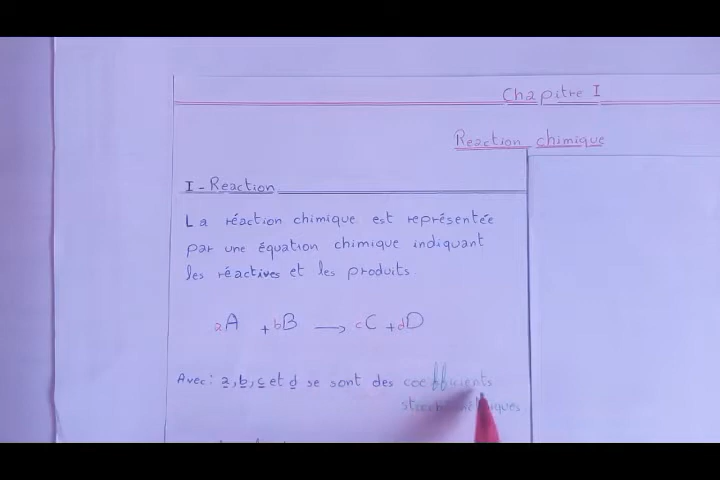 Chapitre I
Reaction chimique
I - Reaction
La réaction chimique est représentée
par une équation chimique indiquant
les réactives et les produits.
aA + bB → cC + dD
Avec : a, b, c et d se sont des coefficients